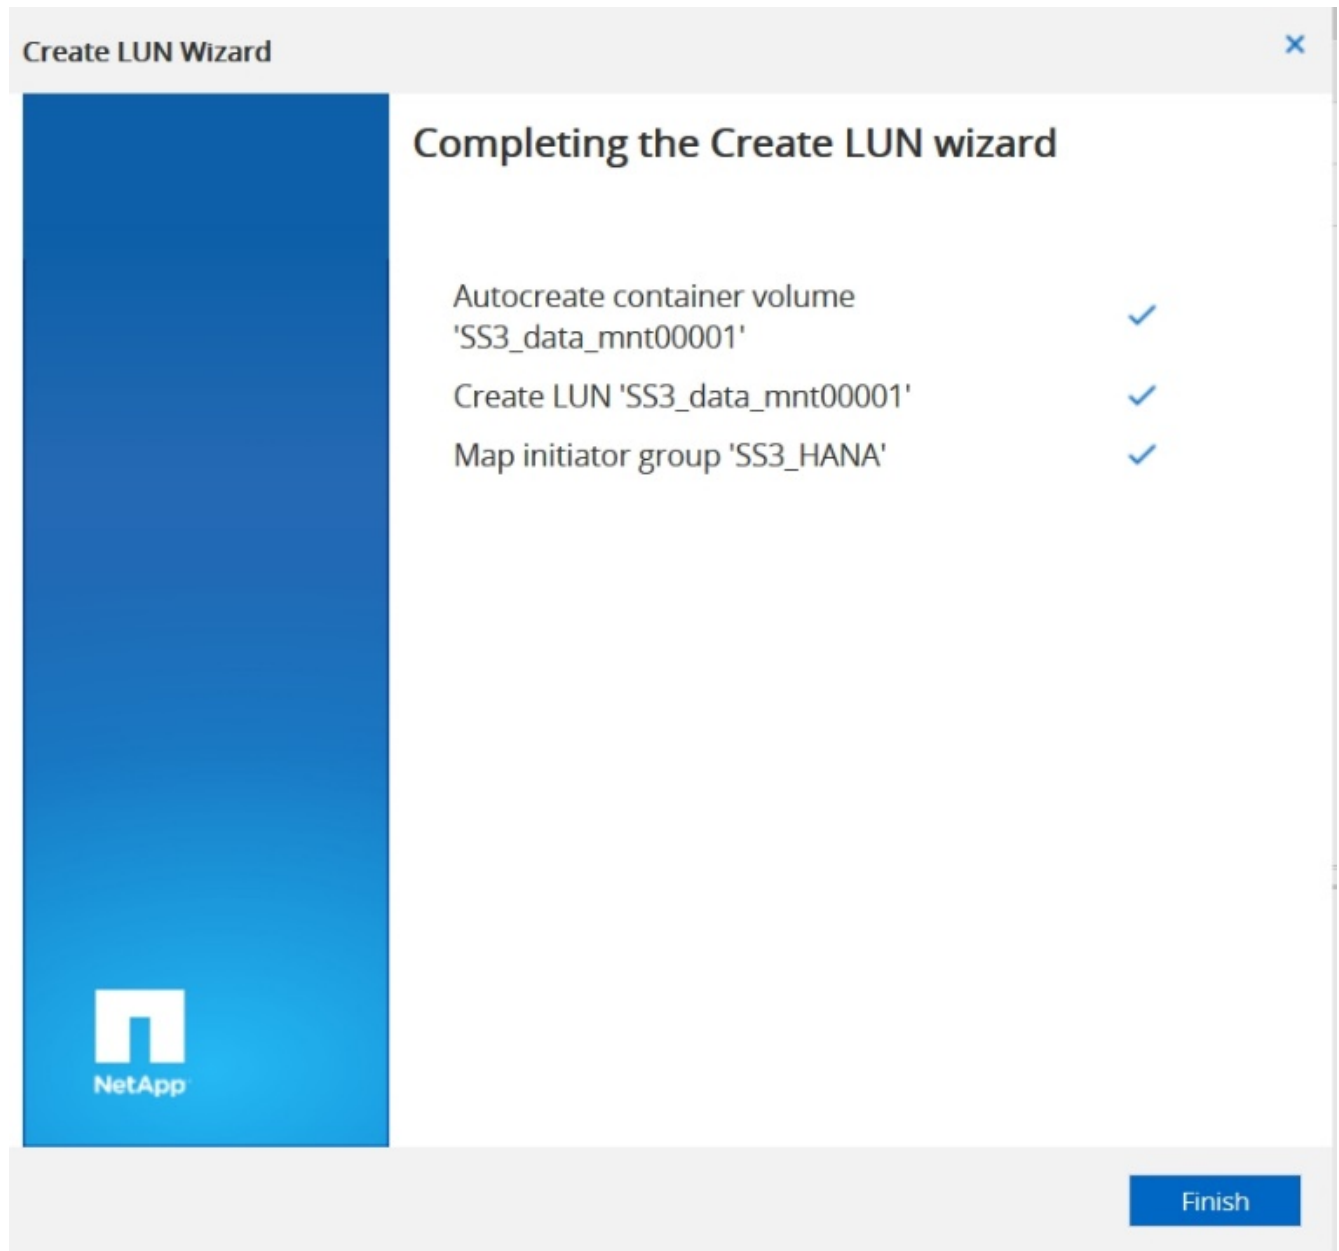 Create LUN Wizard
Completing the Create LUN wizard
Autocreate container volume
'SS3_data_mnt00001'
Create LUN 'SS3_data_mnt00001'
Map initiator group 'SS3_HANA'
NetApp
Finish